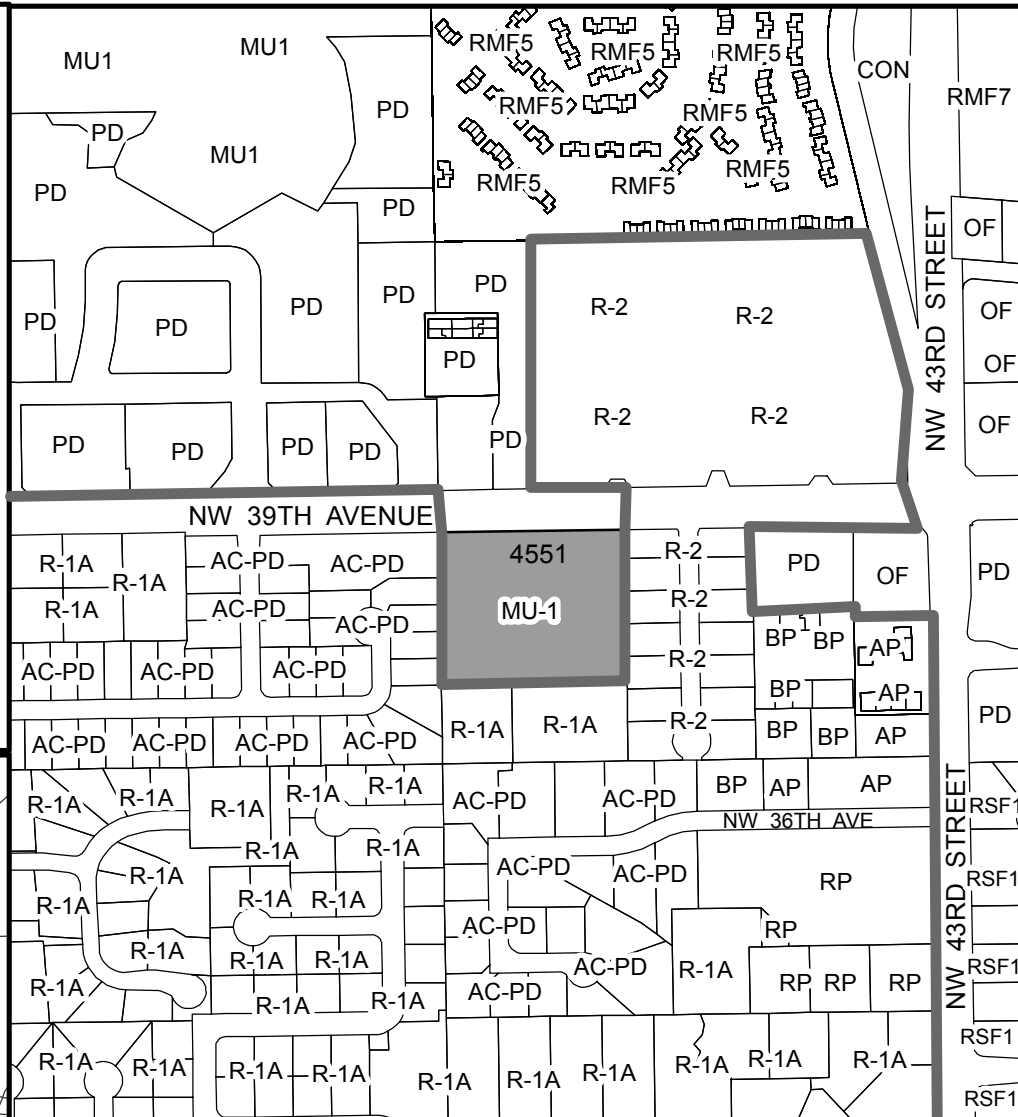 MU1
MU1
RMF5
RMF5
RMF5
CON
RMF7
PD
PD
RMF5
RMF5
MU1
PD
RMF5
RMF5
RMF5
PD
OF
NW 43RD STREET
PD
PD
PD
PD
PD
R-2
R-2
OF
PD
PD
OF
R-2
R-2
OF
PD
PD
PD
PD
PD
NW 39TH AVENUE
4551
R-1A
R-1A
AC-PD
AC-PD
R-2
PD
OF
PD
R-1A
AC-PD
AC-PD
MU-1
R-2
BP
BP
AP
AC-PD
AC-PD
AC-PD
R-2
BP
AP
R-1A
R-1A
R-2
PD
AC-PD
AC-PD
AC-PD
AC-PD
BP
BP
AP
R-1A
R-1A
R-1A
R-1A
R-1A
AC-PD
AC-PD
BP
AP
AP
NW 43RD STREET
RSF1
NW 36TH AVE
R-1A
R-1A
R-1A
AC-PD
AC-PD
RP
RSF1
R-1A
R-1A
R-1A
AC-PD
RP
R-1A
R-1A
R-1A
AC-PD
R-1A
RSF1
R-1A
R-1A
R-1A
AC-PD
RP
RP
RP
RSF1
R-1A
R-1A
R-1A
R-1A
R-1A
R-1A
R-1A
R-1A
R-1A
R-1A
RSF1